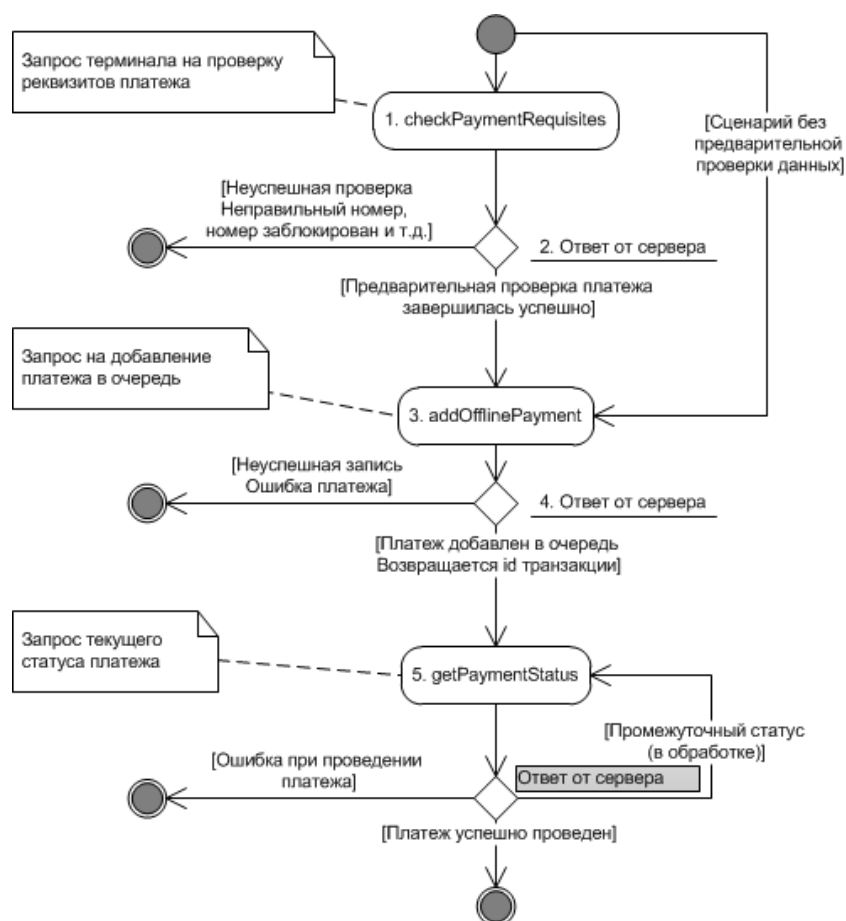 Запрос терминала на проверку
реквизитов платежа
1. checkPaymentRequisites
[Сценарий без
предварительной
проверки данных]
[Неуспешная проверка
Неправильный номер,
номер заблокирован и т.д.]
2. Ответ от сервера
[Предварительная проверка платежа
завершилась успешно]
Запрос на добавление
платежа в очередь
3. addOfflinePayment
[Неуспешная запись
Ошибка платежа]
4. Ответ от сервера
[Платеж добавлен в очередь
Возвращается id транзакции]
Запрос текущего
статуса платежа
5. getPaymentStatus
[Промежуточный статус
(в обработке)]
[Ошибка при проведении
платежа]
Ответ от сервера
[Платеж успешно проведен]